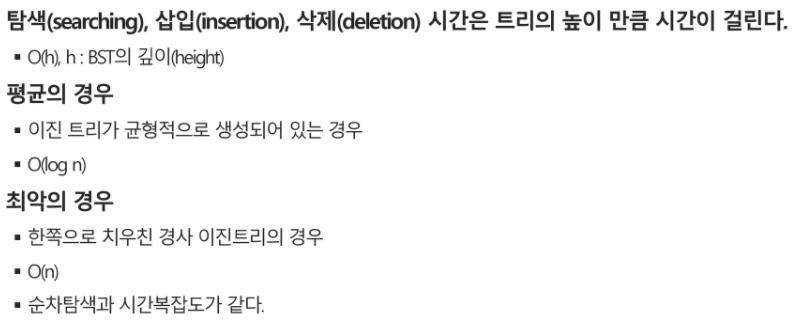 탐색(searching), 삽입(insertion), 삭제(deletion) 시간은 트리의 높이 만큼 시간이 걸린다.
▪ O(h), h : BST의 깊이(height)
평균의 경우
▪ 이진 트리가 균형적으로 생성되어 있는 경우
▪ O(log n)
최악의 경우
▪ 한쪽으로 치우친 경사 이진트리의 경우
▪ O(n)
▪ 순차탐색과 시간복잡도가 같다.